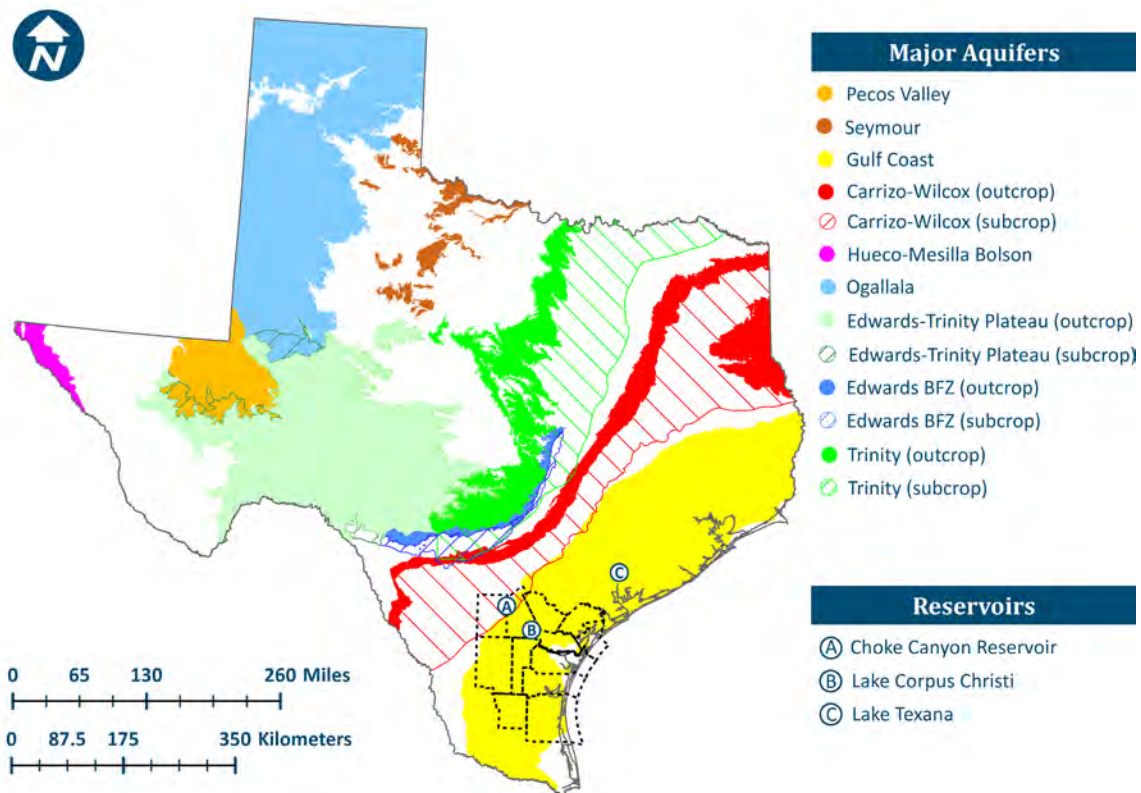 N
Major Aquifers
Pecos Valley
Seymour
Gulf Coast
Carrizo-Wilcox (outcrop)
Carrizo-Wilcox (subcrop)
Hueco-Mesilla Bolson
Ogallala
Edwards-Trinity Plateau (outcrop)
Edwards-Trinity Plateau (subcrop)
Edwards BFZ (outcrop)
Edwards BFZ (subcrop)
Trinity (outcrop)
Trinity (subcrop)
C
A
B
Reservoirs
A Choke Canyon Reservoir
B Lake Corpus Christi
C Lake Texana
0 65 130 260 Miles
0 87.5 175 350 Kilometers